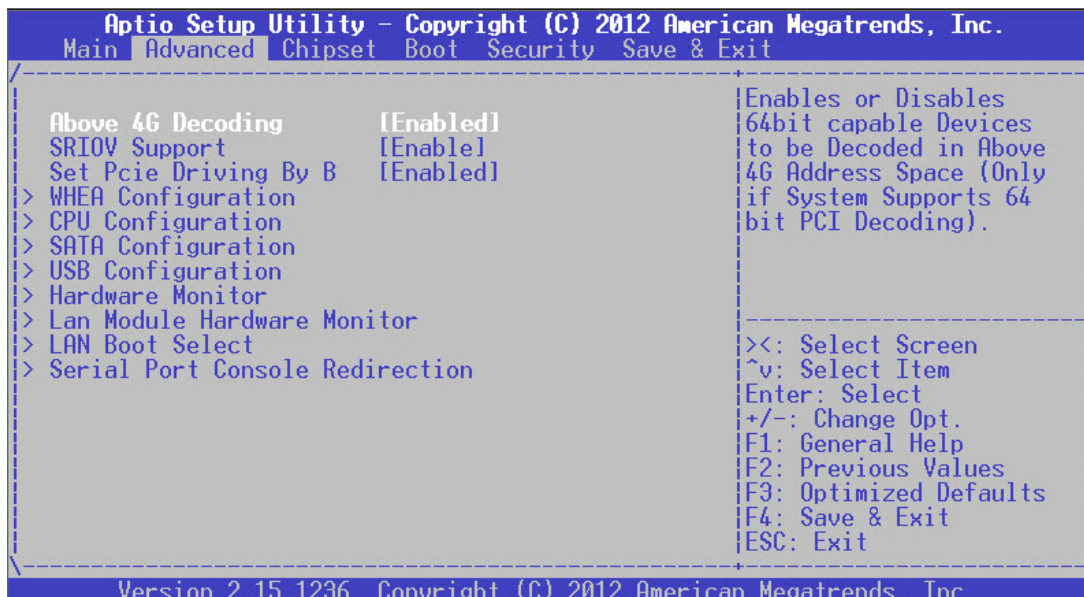 Aptio Setup Utility – Copyright (C) 2012 American Megatrends, Inc.
Main Advanced Chipset Boot Security Save & Exit
Above 4G Decoding [Enabled]
SRIOV Support [Enable]
Set Pcie Driving By B [Enabled]
> WHEA Configuration
> CPU Configuration
> SATA Configuration
> USB Configuration
> Hardware Monitor
> Lan Module Hardware Monitor
> LAN Boot Select
> Serial Port Console Redirection
Enables or Disables
64bit capable Devices
to be Decoded in Above
4G Address Space (Only
if System Supports 64
bit PCI Decoding).
><: Select Screen
^v: Select Item
Enter: Select
+/-: Change Opt.
F1: General Help
F2: Previous Values
F3: Optimized Defaults
F4: Save & Exit
ESC: Exit
Version 2.15.1236. Copyright (C) 2012 American Megatrends, Inc.